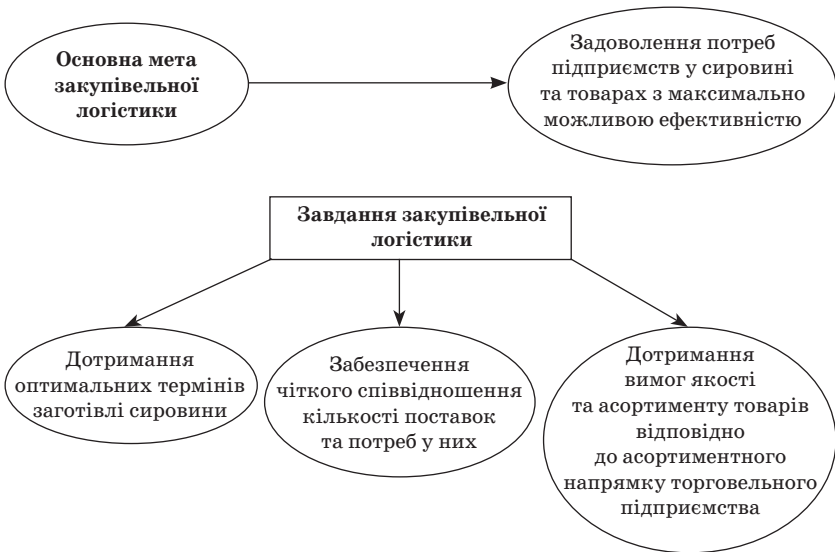 Основна мета
закупівельної
логістики
Задоволення потреб
підприємств у сировині
та товарах з максимально
можливою ефективністю
Завдання закупівельної
логістики
Дотримання
оптимальних термінів
заготівлі сировини
Забезпечення
чіткого співвідношення
кількості поставок
та потреб у них
Дотримання
вимог якості
та асортименту товарів
відповідно
до асортиментного
напрямку торговельного
підприємства